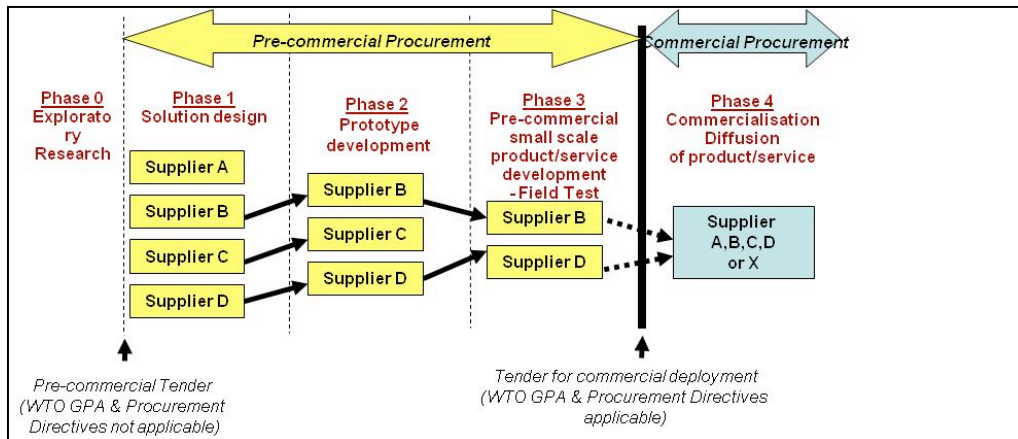 Pre-commercial Procurement
Commercial Procurement
Phase 0
Explorato
ry
Research
Phase 1
Solution design
Supplier A
Supplier B
Supplier C
Supplier D
Phase 2
Prototype
development
Supplier B
Supplier C
Supplier D
Phase 3
Pre-commercial
small scale
product/service
development
-Field Test
Supplier B
Supplier D
Phase 4
Commercialisation
Diffusion
of product/service
Supplier
A,B,C,D
or X
Pre-commercial Tender
(WTO GPA & Procurement
Directives not applicable)
Tender for commercial deployment
(WTO GPA & Procurement Directives
applicable)